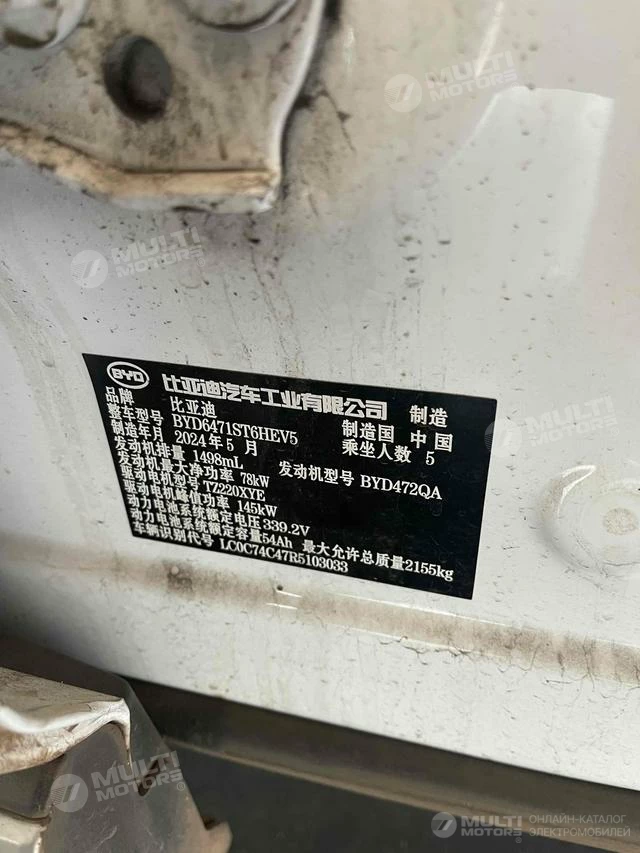 MULTI
MOTORS
MULTI
MOTORS
BYD 比亚迪汽车工业有限公司 制造
品牌 比亚迪 制造国 中国
整车型号 BYD6471ST6HEV5 乘坐人数 5
制造年月 2024年5月
发动机排量 1498mL 发动机型号 BYD472QA
发动机最大净功率 78kW
驱动电机型号 TZ220XYE
驱动电机峰值功率 145kW
动力电池系统额定电压339.2V
动力电池系统额定容量54Ah 最大允许总质量2155kg
车辆识别代号 LC0C74C47R5103033
MULTI
MOTORS
MULTI
MOTORS
MULTI
MOTORS
ОНЛАЙН-КАТАЛОГ
ЭЛЕКТРОМОБИЛЕЙ